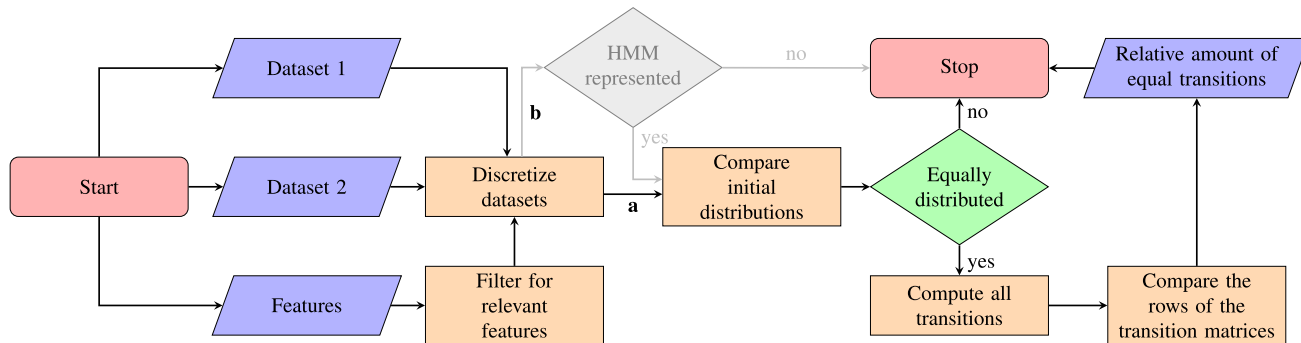 Dataset 1
HMM
represented
no
Stop
Relative amount of
equal transitions
b
yes
no
Start
Dataset 2
Discretize
datasets
a
Compare
initial
distributions
Equally
distributed
yes
Features
Filter for
relevant
features
Compute all
transitions
Compare the
rows of the
transition matrices